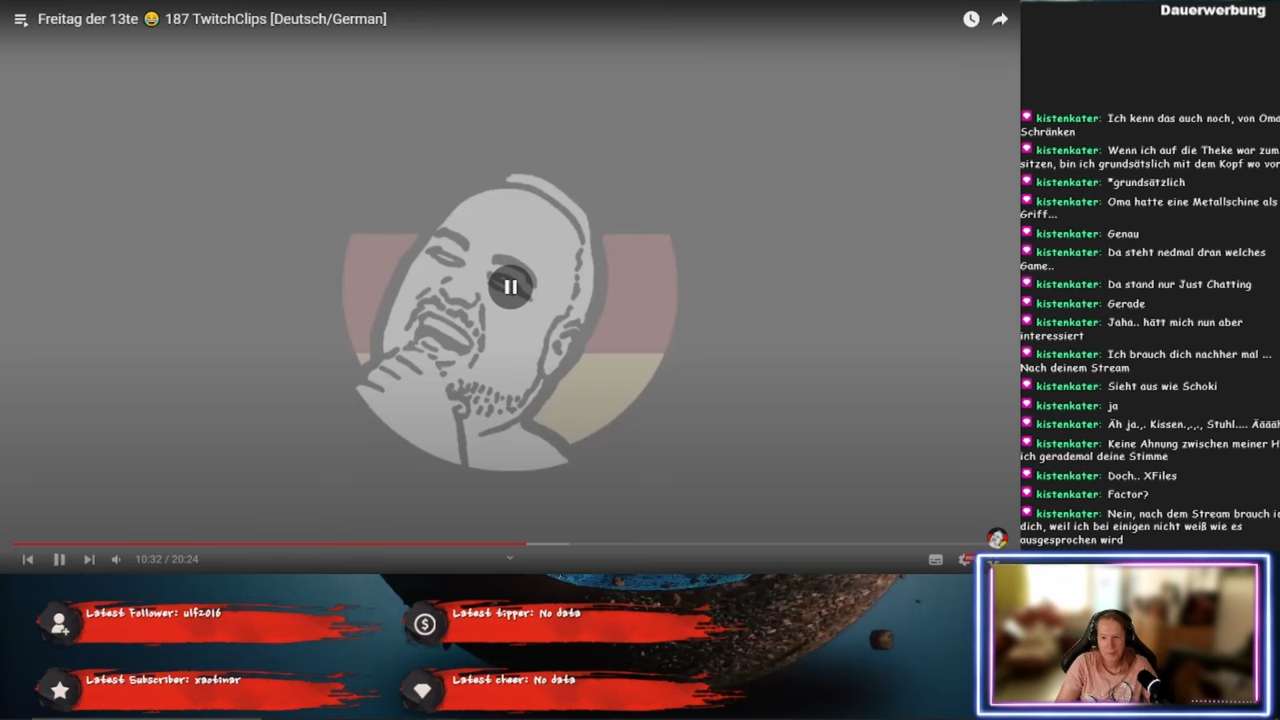 Freitag der 13te 😂 187 TwitchClips [Deutsch/German]
10:32 / 20:24
Dauerwerbung
kistenkater: Ich kenn das auch noch, von Oma
Schränken
kistenkater: Wenn ich auf die Theke war zum
sitzen, bin ich grundsätslich mit dem Kopf wo
kistenkater: *grundsätzlich
kistenkater: Oma hatte eine Metallschine als
Griff...
kistenkater: Genau
kistenkater: Da steht nedmal dran welches
Game..
kistenkater: Da stand nur Just Chatting
kistenkater: Gerade
kistenkater: Jaha.. hätt mich nun aber
interessiert
kistenkater: Ich brauch dich nachher mal ...
Nach deinem Stream
kistenkater: Sieht aus wie Schoki
kistenkater: ja
kistenkater: Äh ja.,. Kissen.,.,., Stuhl....
kistenkater: Keine Ahnung zwischen meiner
ich gerademal deine Stimme
kistenkater: Doch.. XFiles
kistenkater: Factor?
kistenkater: Nein, nach dem Stream brauch
dich, weil ich bei einigen nicht weiß wie es
ausgesprochen wird
Latest Follower: ulf2016
Latest tipper: No data
Latest Subscriber: xaotinar
Latest cheer: No data